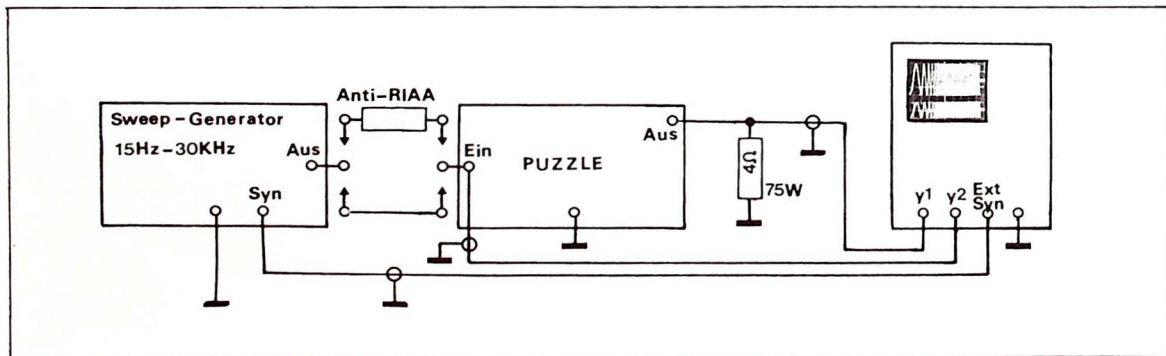 Anti-RIAA
Sweep-Generator
15Hz-30KHz
Aus
Syn
Ein
PUZZLE
Aus
4Ω
75W
y1
y2
Ext
Syn